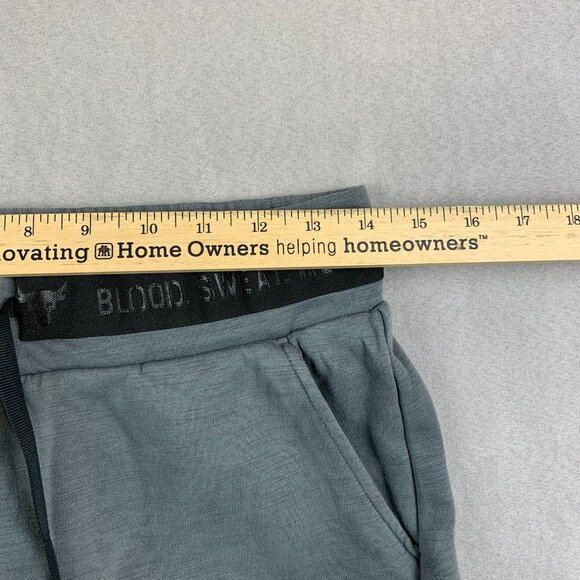 8 9 10 11 12 13 14 15 16 17 18
ovating Home Owners helping homeowners™
BLOOD. SWEAT.